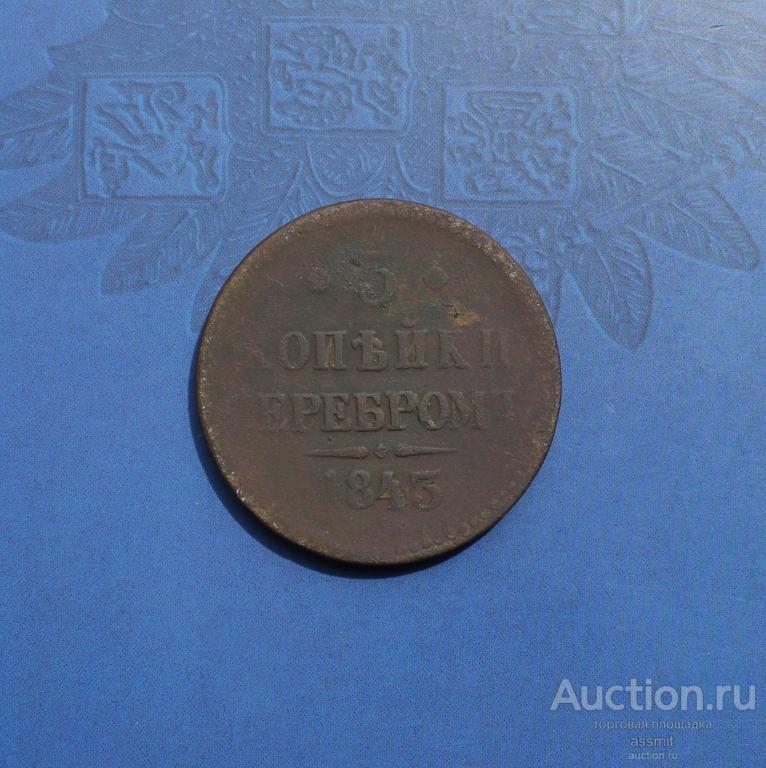 3
КОПѢЙКИ
СЕРЕБРОМЪ
1843
Auction.ru
торговая площадка
assmit
auction.ru